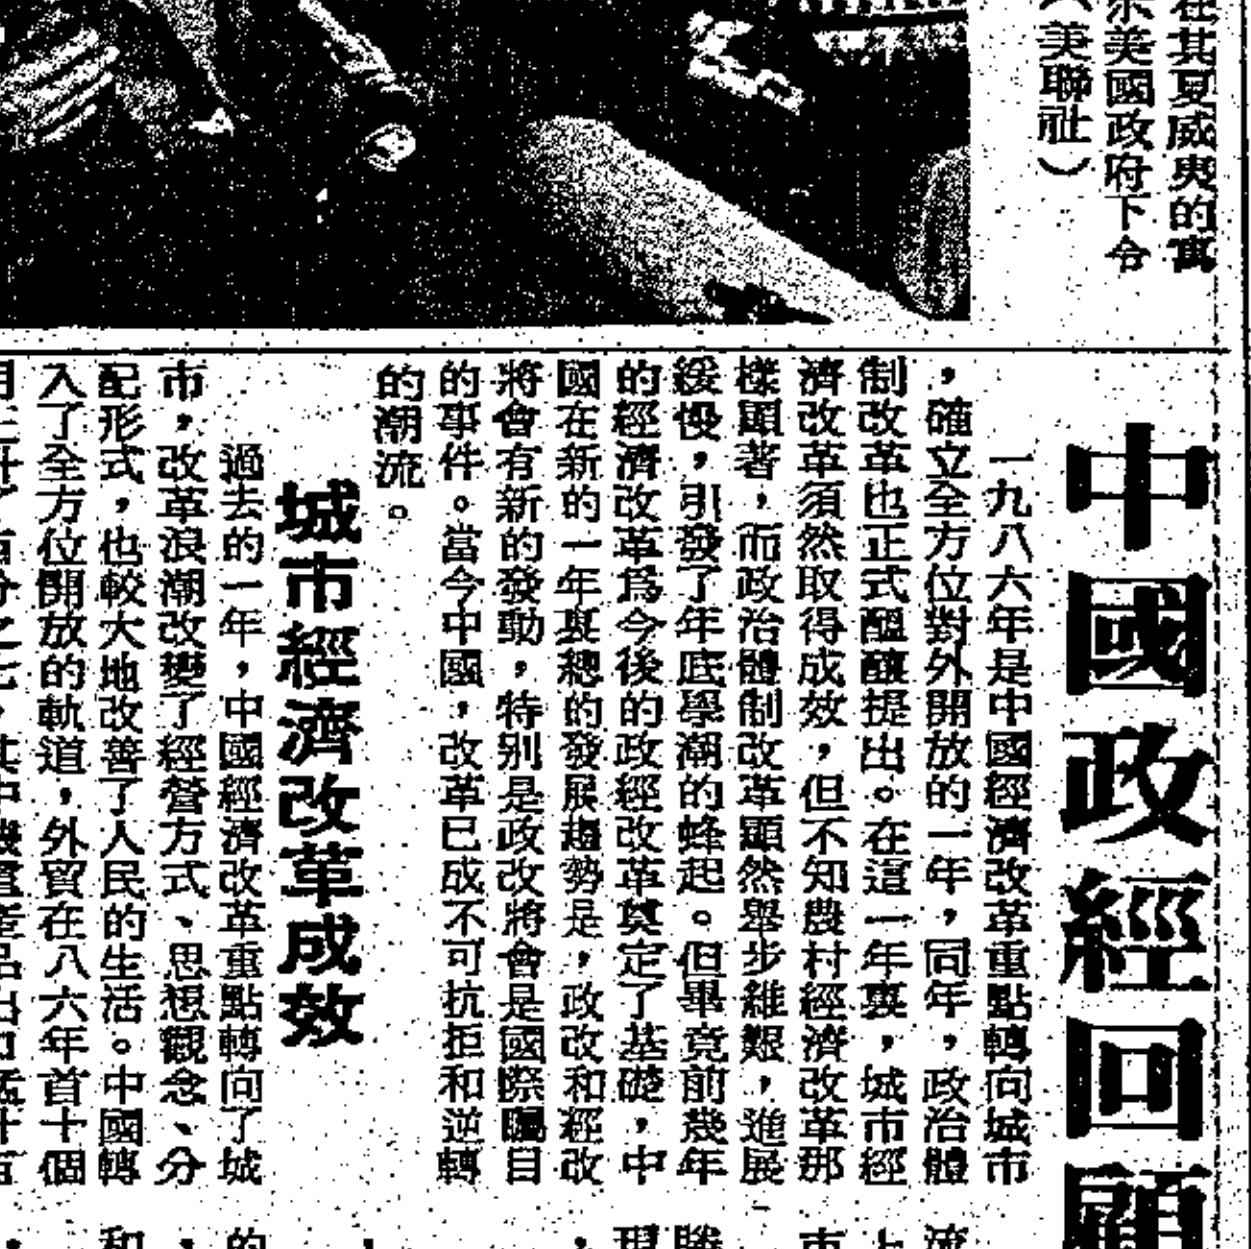 在其夏威夷的寓
美國政府下令
（美聯社）
中國政經回顧
一九八六年是中國經濟改革重點轉向城市
，確立全方位對外開放的一年，同年，政治體
制改革也正式醞釀提出。在這一年裏，城市經
濟改革須然取得成效，但不知農村經濟改革那
樣顯著，而政治體制改革顯然舉步維艱，進展
緩慢，引發了年底學潮的蜂起。但畢竟前幾年
的經濟改革爲今後的政經改革奠定了基礎，中
國在新的一年裏總的發展趨勢是，政改和經改
將會有新的發動，特別是政改將會是國際矚目
的事件。當今中國，改革已成不可抗拒和逆轉
的潮流。
城市經濟改革成效
過去的一年，中國經濟改革重點轉向了城
市，改革浪潮改變了經營方式、思想觀念、分
配形式，也較大地改善了人民的生活。中國轉
入了全方位開放的軌道，外貿在八六年首十個